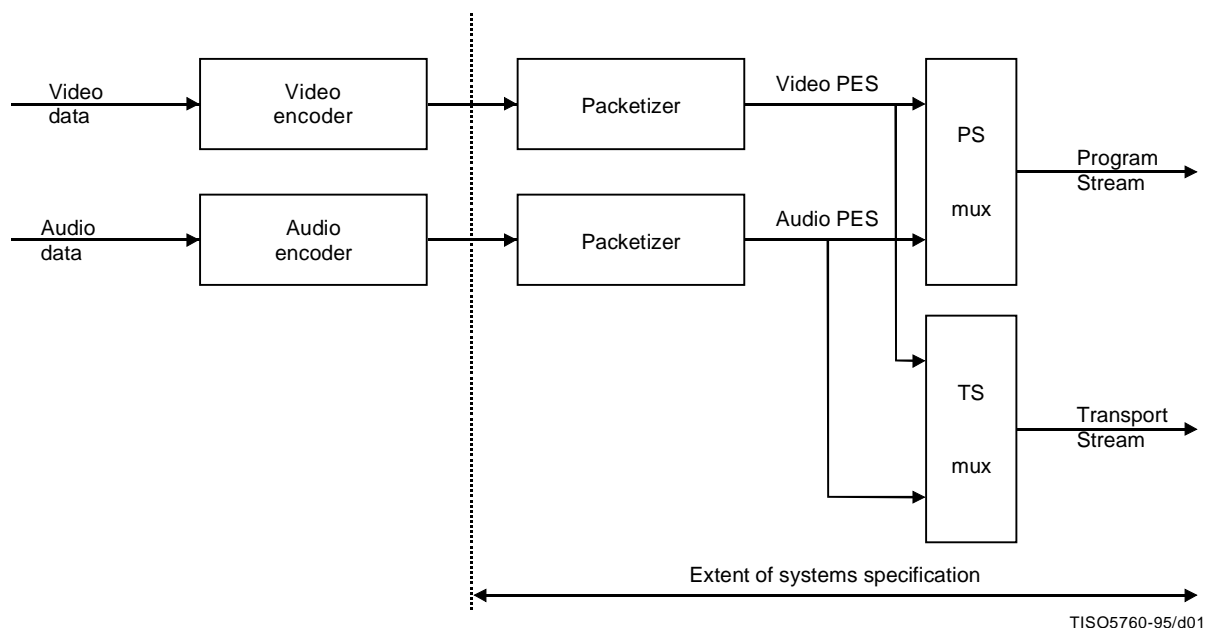 Video
data
Video
encoder
Packetizer
Video PES
PS
mux
Program
Stream
Audio
data
Audio
encoder
Packetizer
Audio PES
TS
mux
Transport
Stream
Extent of systems specification
TISO5760-95/d01